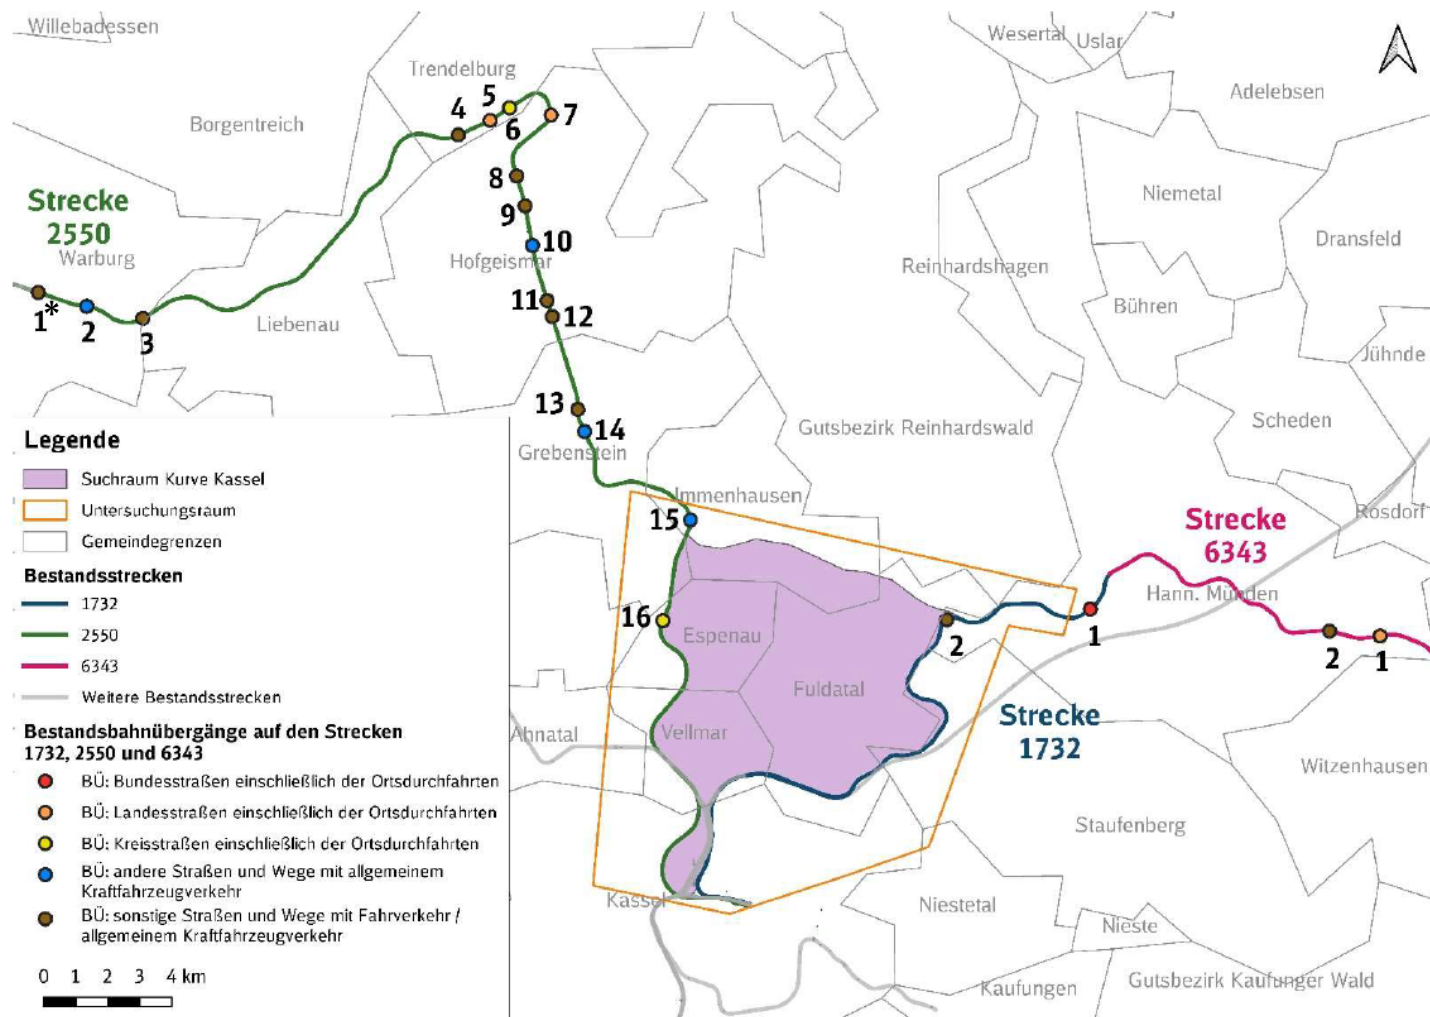 Willebadessen
Trendelburg
Wesertal
Uslar
Adelebsen
Borgentreich
4
5
6
7
8
9
10
11
12
13
14
Strecke
2550
Warburg
1*
2
3
Liebenau
Hofgeismar
Niemetal
Dransfeld
Reinhardshagen
Bühren
Jühnde
Scheden
Gutsbezirk Reinhardswald
Grebenstein
Immenhausen
15
Rosdorf
Strecke
6343
Hann. Münden
16
Espenau
2
1
2
1
Fuldatal
Strecke
1732
Ahnatal
Vellmar
Witzenhausen
Staufenberg
Kassel
Niestetal
Nieste
Kaufungen
Gutsbezirk Kaufunger Wald
Legende
Suchraum Kurve Kassel
Untersuchungsraum
Gemeindegrenzen
Bestandsstrecken
1732
2550
6343
Weitere Bestandsstrecken
Bestandsbahnübergänge auf den Strecken
1732, 2550 und 6343
BÜ: Bundesstraßen einschließlich der Ortsdurchfahrten
BÜ: Landesstraßen einschließlich der Ortsdurchfahrten
BÜ: Kreisstraßen einschließlich der Ortsdurchfahrten
BÜ: andere Straßen und Wege mit allgemeinem
Kraftfahrzeugverkehr
BÜ: sonstige Straßen und Wege mit Fahrverkehr /
allgemeinem Kraftfahrzeugverkehr
0 1 2 3 4 km